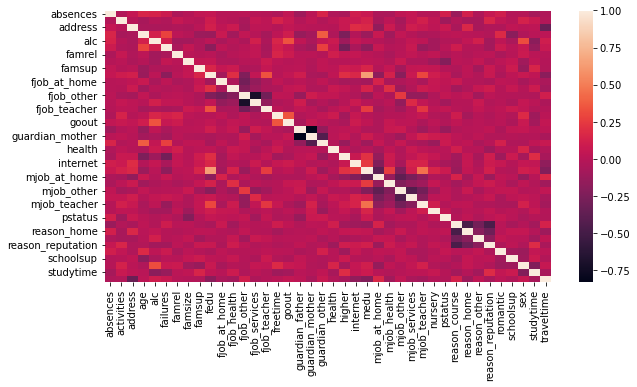 absences
address
alc
famrel
famsup
fjob_at_home
fjob_other
fjob_teacher
goout
guardian_mother
health
internet
mjob_at_home
mjob_other
mjob_teacher
pstatus
reason_home
reason_reputation
schoolsup
studytime
absences
activities
address
age
alc
failures
famrel
famsize
famsup
fedu
fjob_at_home
fjob_health
fjob_other
fjob_services
fjob_teacher
freetime
goout
guardian_father
guardian_mother
guardian_other
health
higher
internet
medu
mjob_at_home
mjob_health
mjob_other
mjob_services
mjob_teacher
nursery
pstatus
reason_course
reason_home
reason_other
reason_reputation
romantic
schoolsup
sex
studytime
traveltime
1.00
0.75
0.50
0.25
0.00
−0.25
−0.50
−0.75